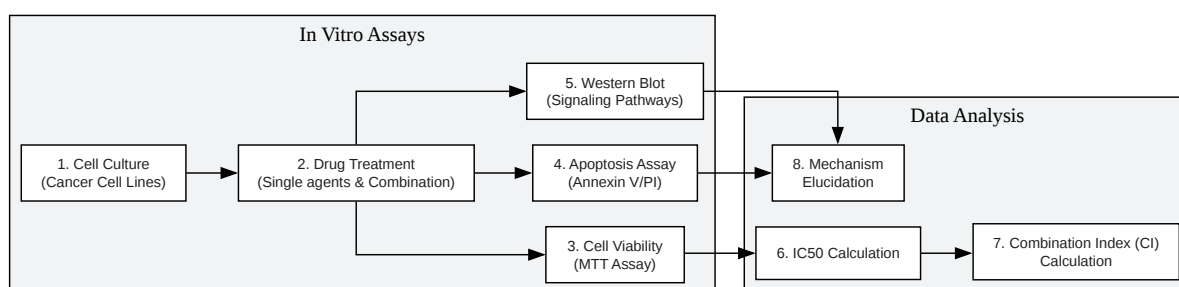 In Vitro Assays
5. Western Blot
(Signaling Pathways)
Data Analysis
1. Cell Culture
(Cancer Cell Lines)
2. Drug Treatment
(Single agents & Combination)
4. Apoptosis Assay
(Annexin V/PI)
8. Mechanism
Elucidation
3. Cell Viability
(MTT Assay)
6. IC50 Calculation
7. Combination Index (CI)
Calculation